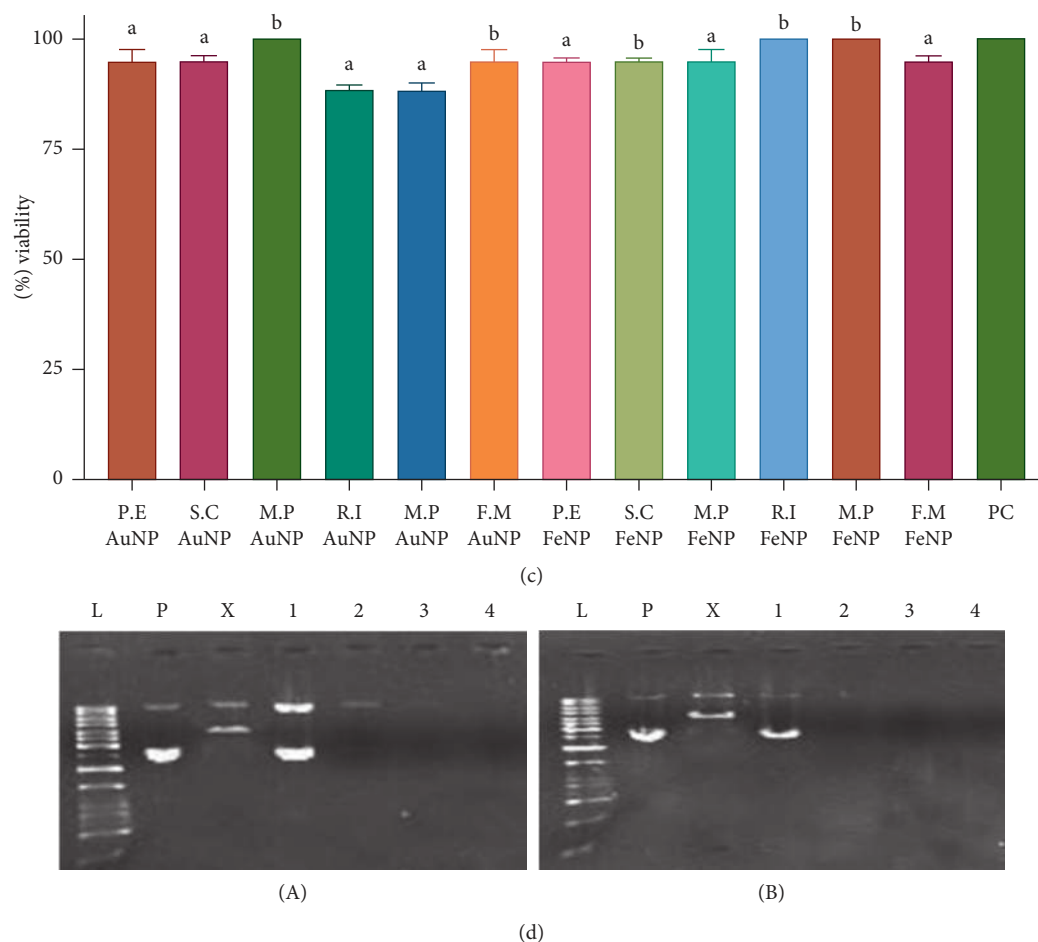 a a b a a b a b a b b a
100
75
50
25
0
(%) viability
P.E S.C M.P R.I M.P F.M P.E S.C M.P R.I M.P F.M PC
AuNP AuNP AuNP AuNP AuNP AuNP FeNP FeNP FeNP FeNP FeNP FeNP
(c)
L P X 1 2 3 4
L P X 1 2 3 4
(A)
(B)
(d)